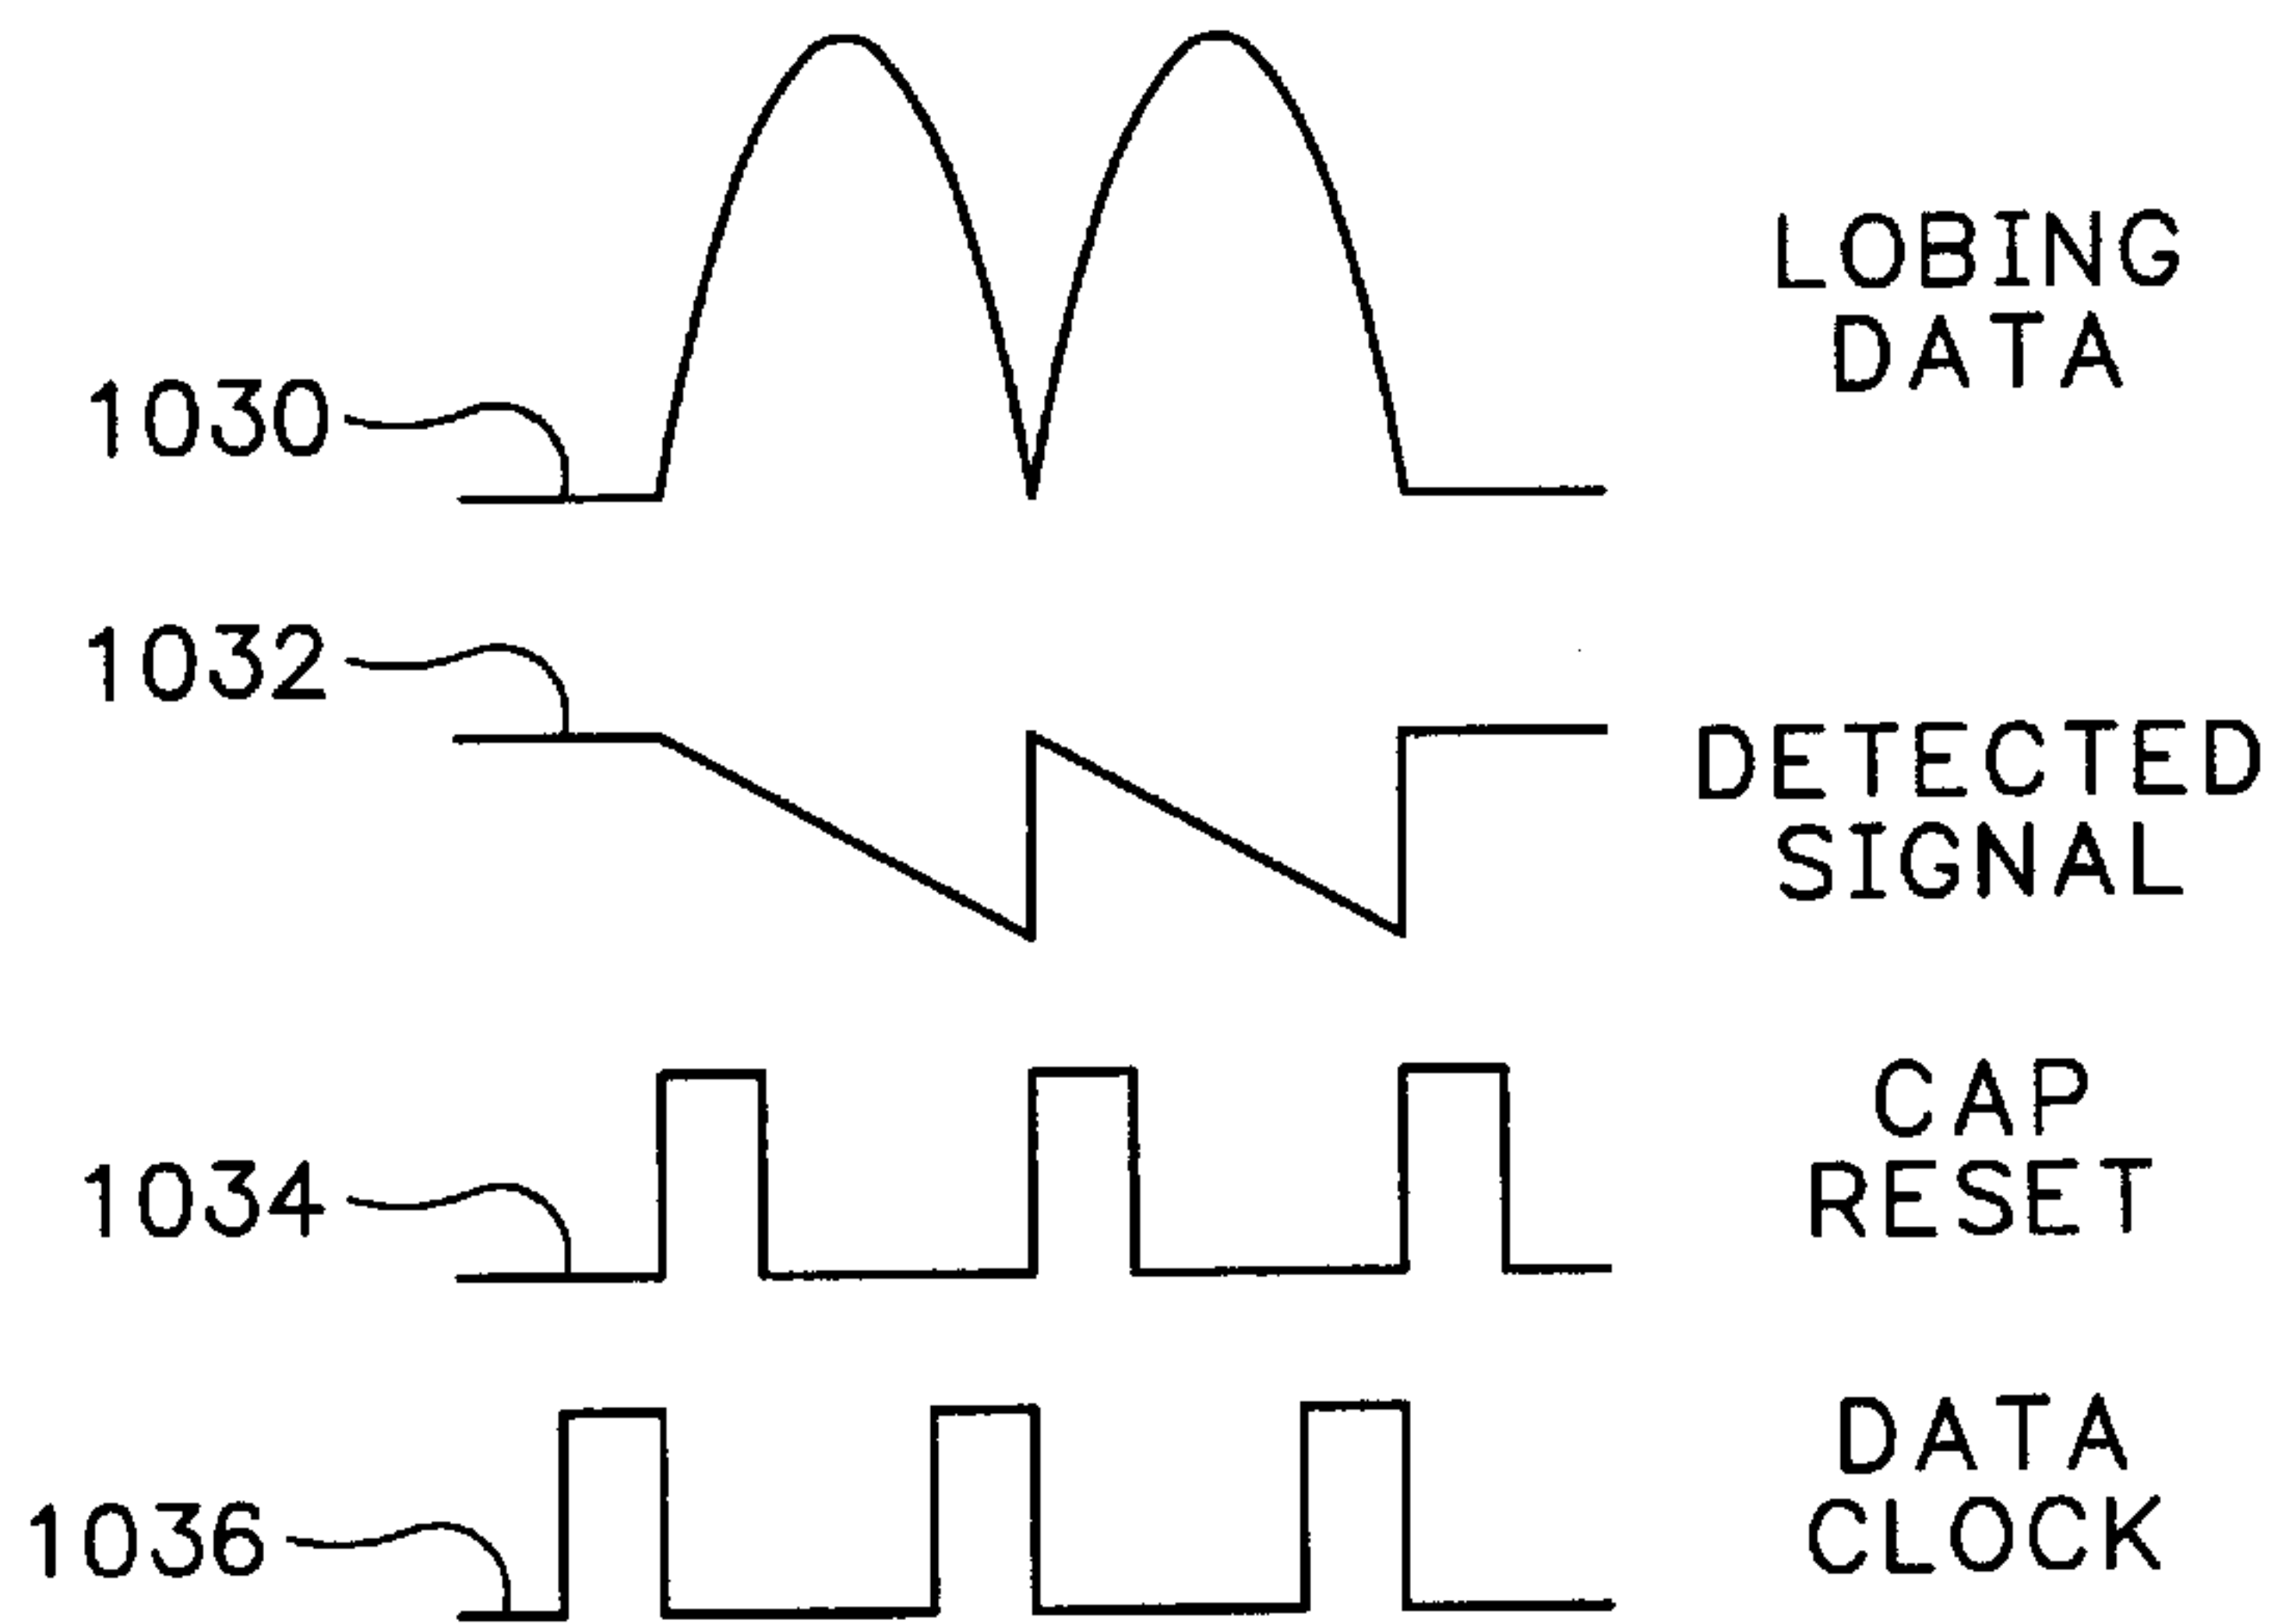 LOBING
DATA
1030
1032
DETECTED
SIGNAL
CAP
RESET
1034
DATA
CLOCK
1036